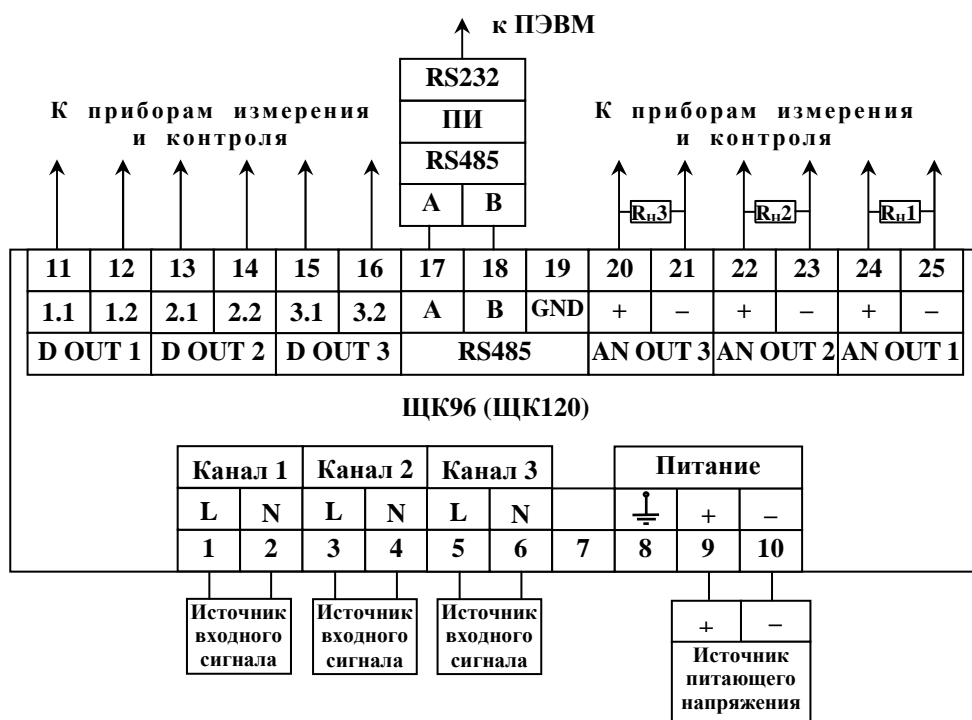 к ПЭВМ
RS232
ПИ
RS485
A B
К приборам измерения
и контроля
К приборам измерения
и контроля
RН3 RН2 RН1
11 12 13 14 15 16 17 18 19 20 21 22 23 24 25
1.1 1.2 2.1 2.2 3.1 3.2 A B GND + – + – + –
D OUT 1 D OUT 2 D OUT 3 RS485 AN OUT 3 AN OUT 2 AN OUT 1
ЩК96 (ЩК120)
Канал 1 Канал 2 Канал 3 Питание
L N L N L N + –
1 2 3 4 5 6 7 8 9 10
Источник
входного
сигнала
Источник
входного
сигнала
Источник
входного
сигнала
+ –
Источник
питающего
напряжения